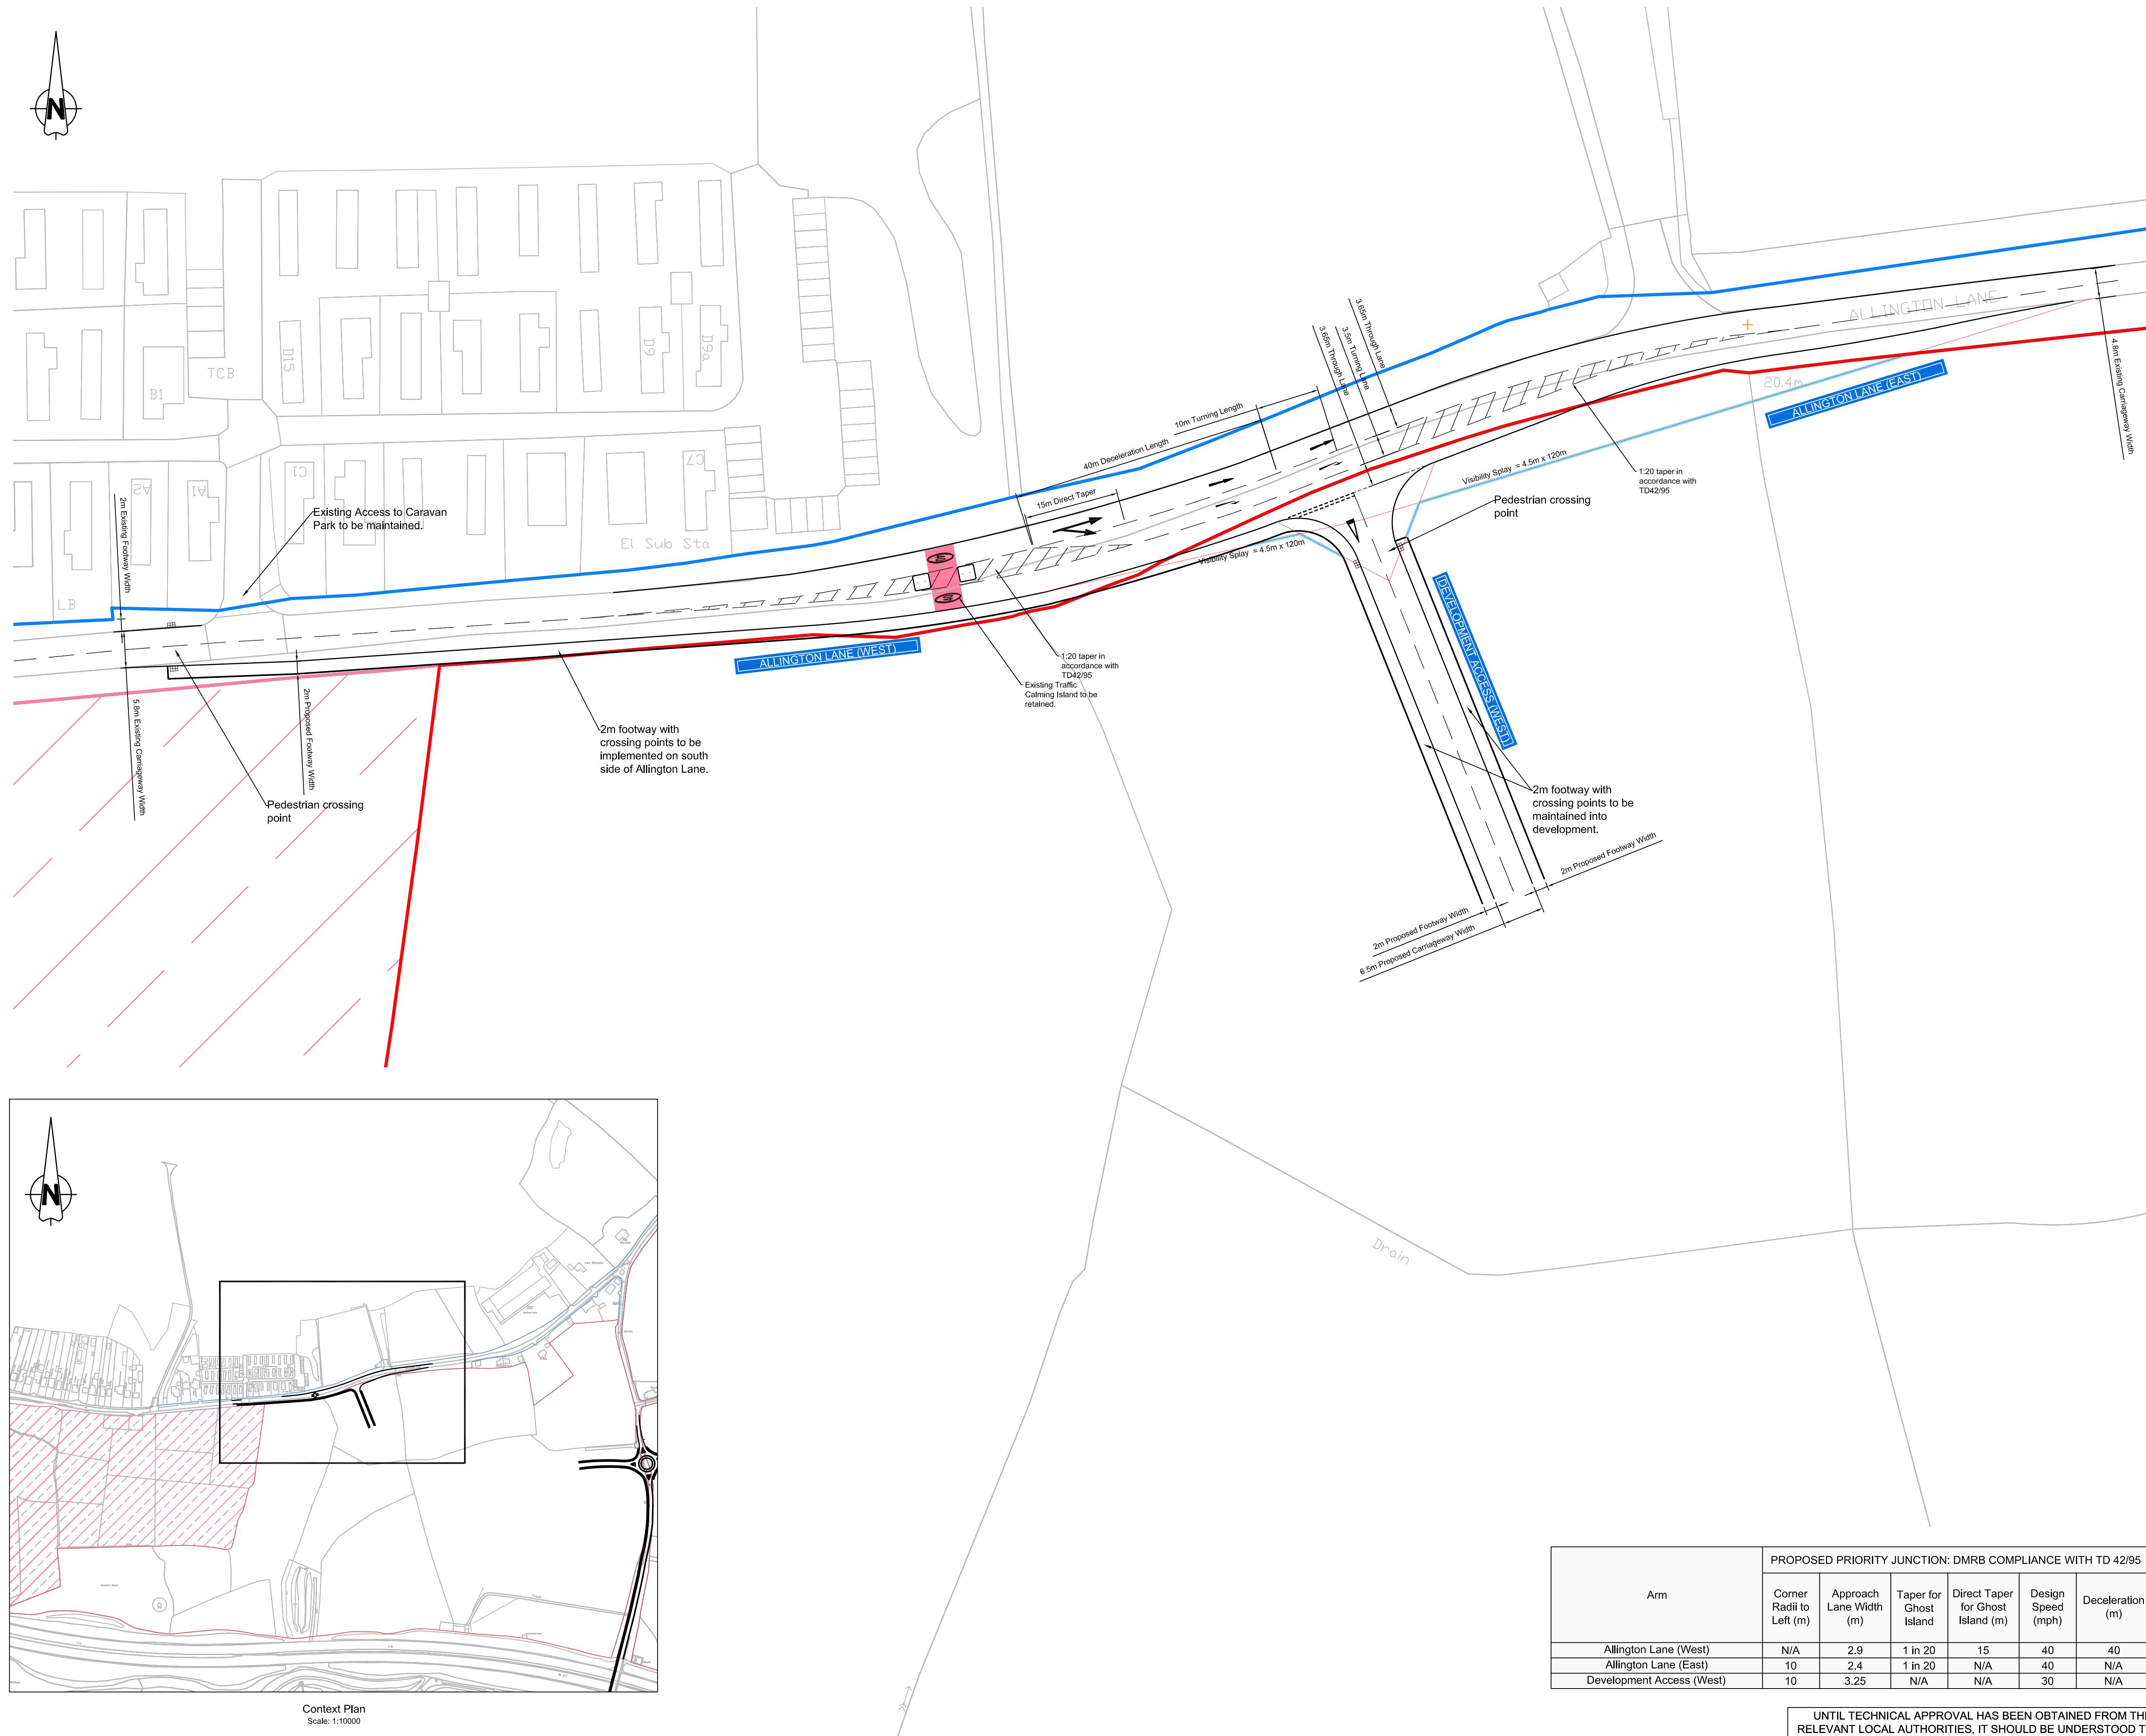 N
TCB
B1
D15
D9
D9a
A2
A1
C1
C7
LB
El Sub Sta
2m Existing Footway Width
Existing Access to Caravan
Park to be maintained.
5.8m Existing Carriageway Width
2m Proposed Footway Width
Pedestrian crossing
point
2m footway with
crossing points to be
implemented on south
side of Allington Lane.
ALLINGTON LANE (WEST)
40m Deceleration Length
10m Turning Length
15m Direct Taper
3.65m Through Lane
3.5m Turning Lane
3.65m Through Lane
1:20 taper in
accordance with
TD42/95
Existing Traffic
Calming Island to be
retained.
Visibility Splay = 4.5m x 120m
Visibility Splay = 4.5m x 120m
Pedestrian crossing
point
1:20 taper in
accordance with
TD42/95
ALLINGTON LANE
20.4m
ALLINGTON LANE (EAST)
4.8m Existing Carriageway Width
DEVELOPMENT ACCESS (WEST)
2m footway with
crossing points to be
maintained into
development.
2m Proposed Footway Width
2m Proposed Footway Width
6.5m Proposed Carriageway Width
Drain
N
Context Plan
Scale: 1:10000
PROPOSED PRIORITY JUNCTION: DMRB COMPLIANCE WITH TD 42/95
Arm
Corner Radii to Left (m)
Approach Lane Width (m)
Taper for Ghost Island
Direct Taper for Ghost Island (m)
Design Speed (mph)
Deceleration (m)
Allington Lane (West) N/A 2.9 1 in 20 15 40 40
Allington Lane (East) 10 2.4 1 in 20 N/A 40 N/A
Development Access (West) 10 3.25 N/A N/A 30 N/A
UNTIL TECHNICAL APPROVAL HAS BEEN OBTAINED FROM TH
RELEVANT LOCAL AUTHORITIES, IT SHOULD BE UNDERSTOOD T